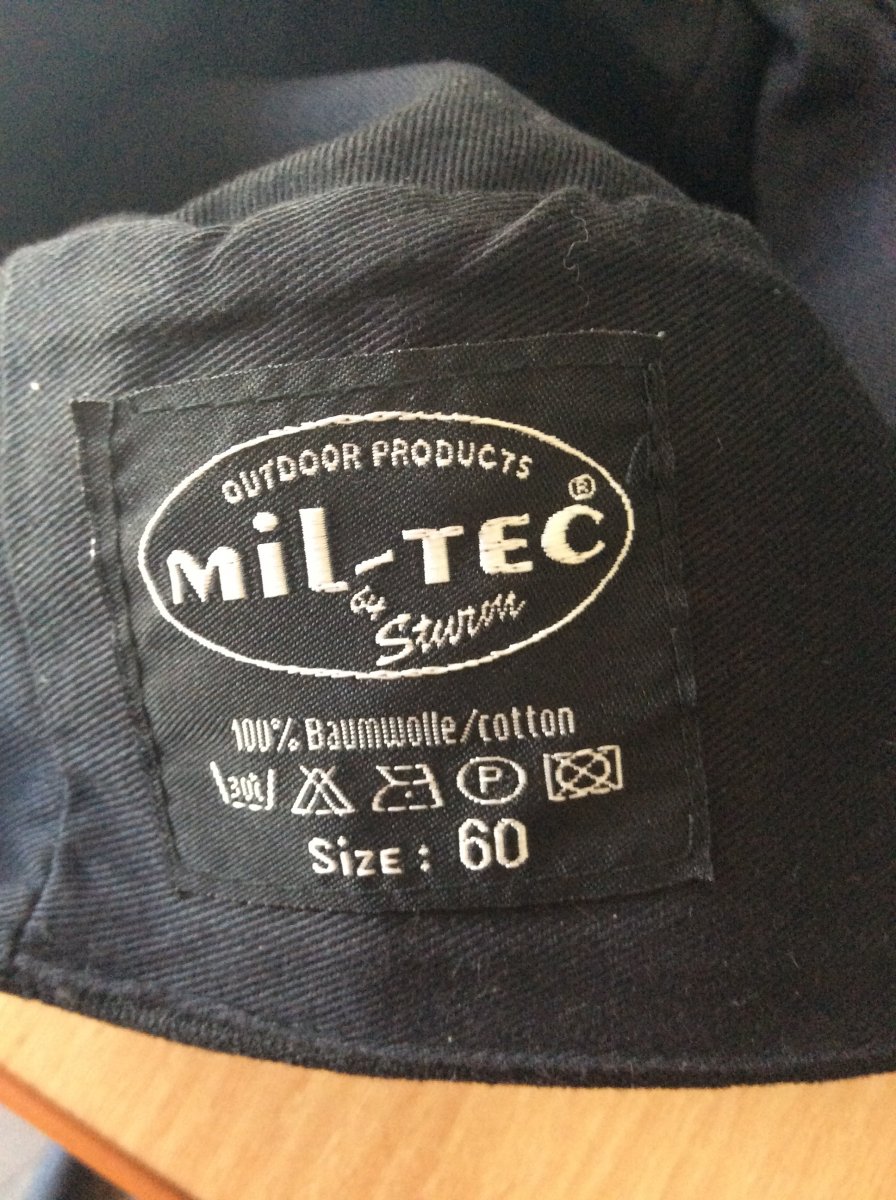 OUTDOOR PRODUCTS
MiL-TEC®
by Sturm
100% Baumwolle/cotton
30°C P
SiZE: 60